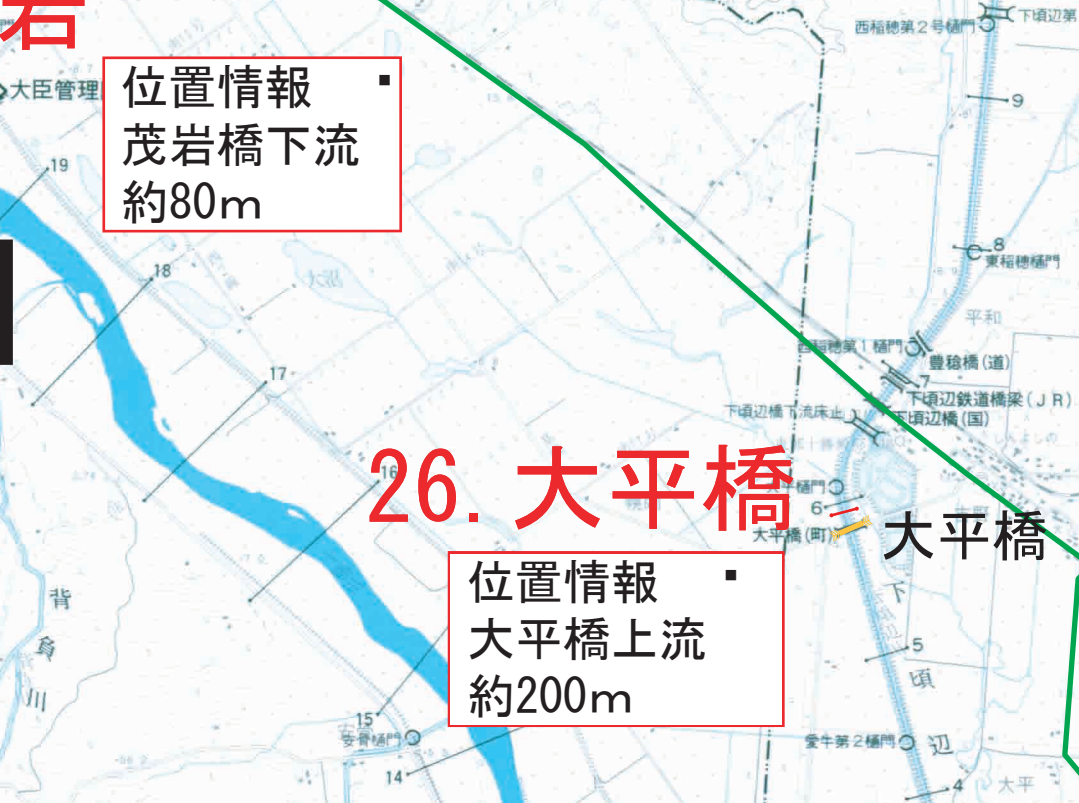 岩
大臣管理
位置情報
茂岩橋下流
約80m
西稲穂第2号樋門
下頃辺第
9
19
8
東稲穂樋門
18
大沼
平和
西稲穂第1樋門
豊稔橋(道)
7
17
下頃辺鉄道橋梁(JR)
下頃辺橋(国)
下頃辺橋下流床止
16
26.大平橋
大平樋門
6
大平橋(町)
大平橋
位置情報
大平橋上流
約200m
背負川
下頃辺
5
15
安骨樋門
愛牛第2樋門
14
4
大平